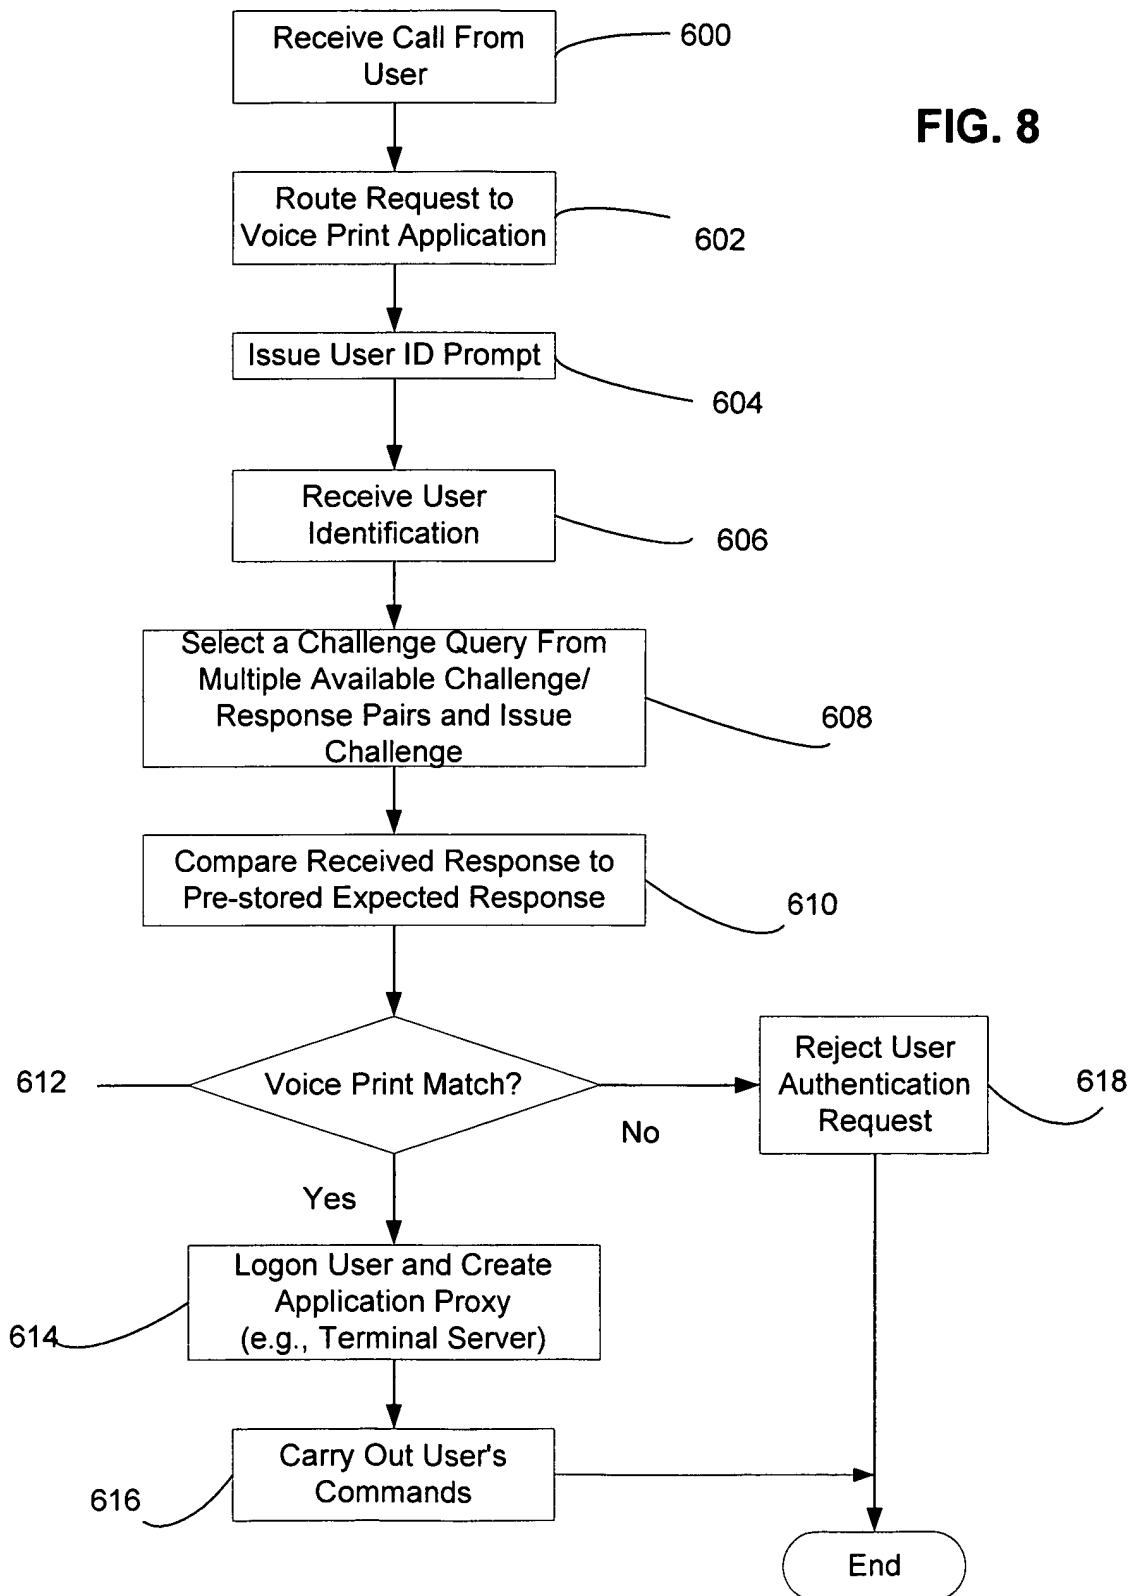 Receive Call From
User
600
FIG. 8
Route Request to
Voice Print Application
602
Issue User ID Prompt
604
Receive User
Identification
606
Select a Challenge Query From
Multiple Available Challenge/
Response Pairs and Issue
Challenge
608
Compare Received Response to
Pre-stored Expected Response
610
612
Voice Print Match?
No
Reject User
Authentication
Request
618
Yes
Logon User and Create
Application Proxy
(e.g., Terminal Server)
614
Carry Out User's
Commands
616
End